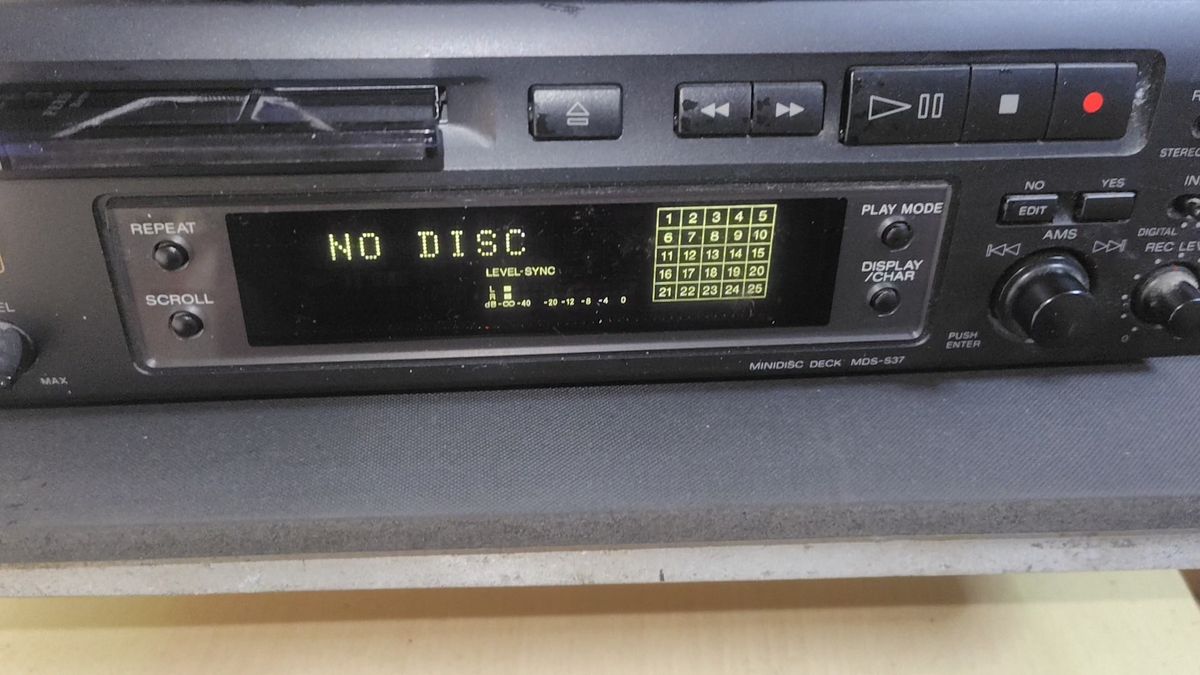 REPEAT
SCROLL
MAX
NO DISC
LEVEL-SYNC
L
R
dB-∞-40 -20-12 -8 -4 0
1 2 3 4 5
6 7 8 9 10
11 12 13 14 15
16 17 18 19 20
21 22 23 24 25
PLAY MODE
DISPLAY
/CHAR
NO YES
EDIT
AMS
PUSH
ENTER
STEREO
DIGITAL
REC LE
0
MINIDISC DECK MDS-S37